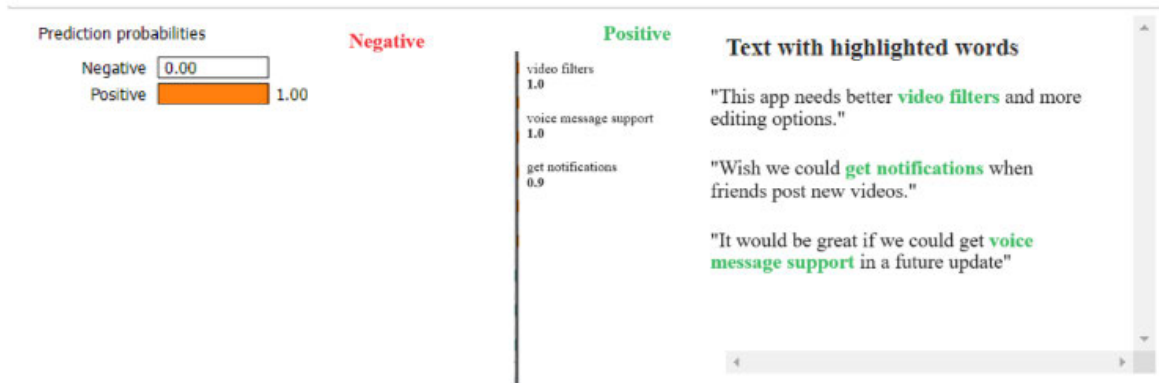 Prediction probabilities
Negative 0.00
Positive 1.00
Negative
Positive
video filters
1.0
voice message support
1.0
get notifications
0.9
Text with highlighted words
"This app needs better video filters and more
editing options."
"Wish we could get notifications when
friends post new videos."
"It would be great if we could get voice
message support in a future update"